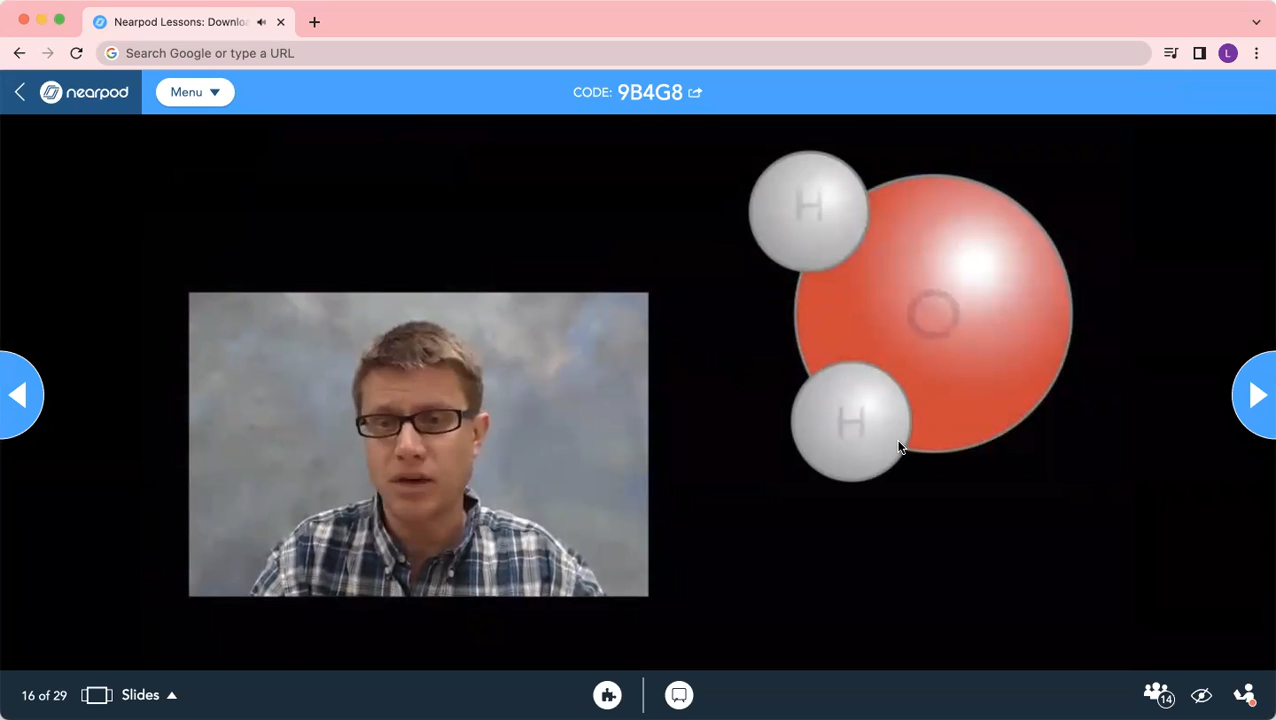 Nearpod Lessons: Downlo
Search Google or type a URL
L
nearpod
Menu
CODE: 9B4G8
H
O
H
16 of 29
Slides
14